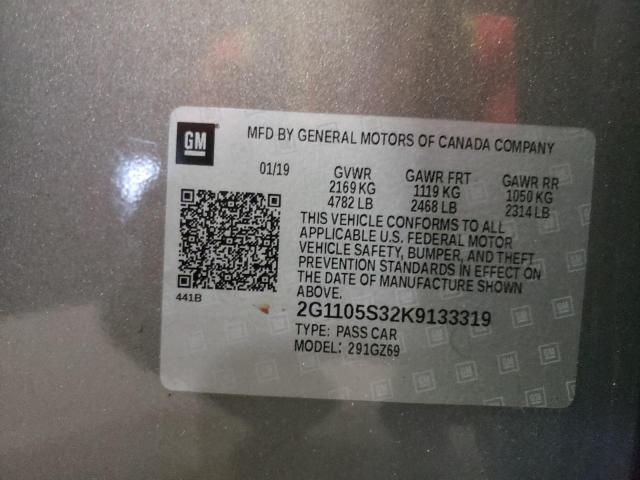 GM
MFD BY GENERAL MOTORS OF CANADA COMPANY
01/19 GVWR GAWR FRT GAWR RR
2169 KG 1119 KG 1050 KG
4782 LB 2468 LB 2314 LB
THIS VEHICLE CONFORMS TO ALL
APPLICABLE U.S. FEDERAL MOTOR
VEHICLE SAFETY, BUMPER, AND THEFT
PREVENTION STANDARDS IN EFFECT ON
THE DATE OF MANUFACTURE SHOWN
ABOVE.
441B
2G1105S32K9133319
TYPE: PASS CAR
MODEL: 291GZ69